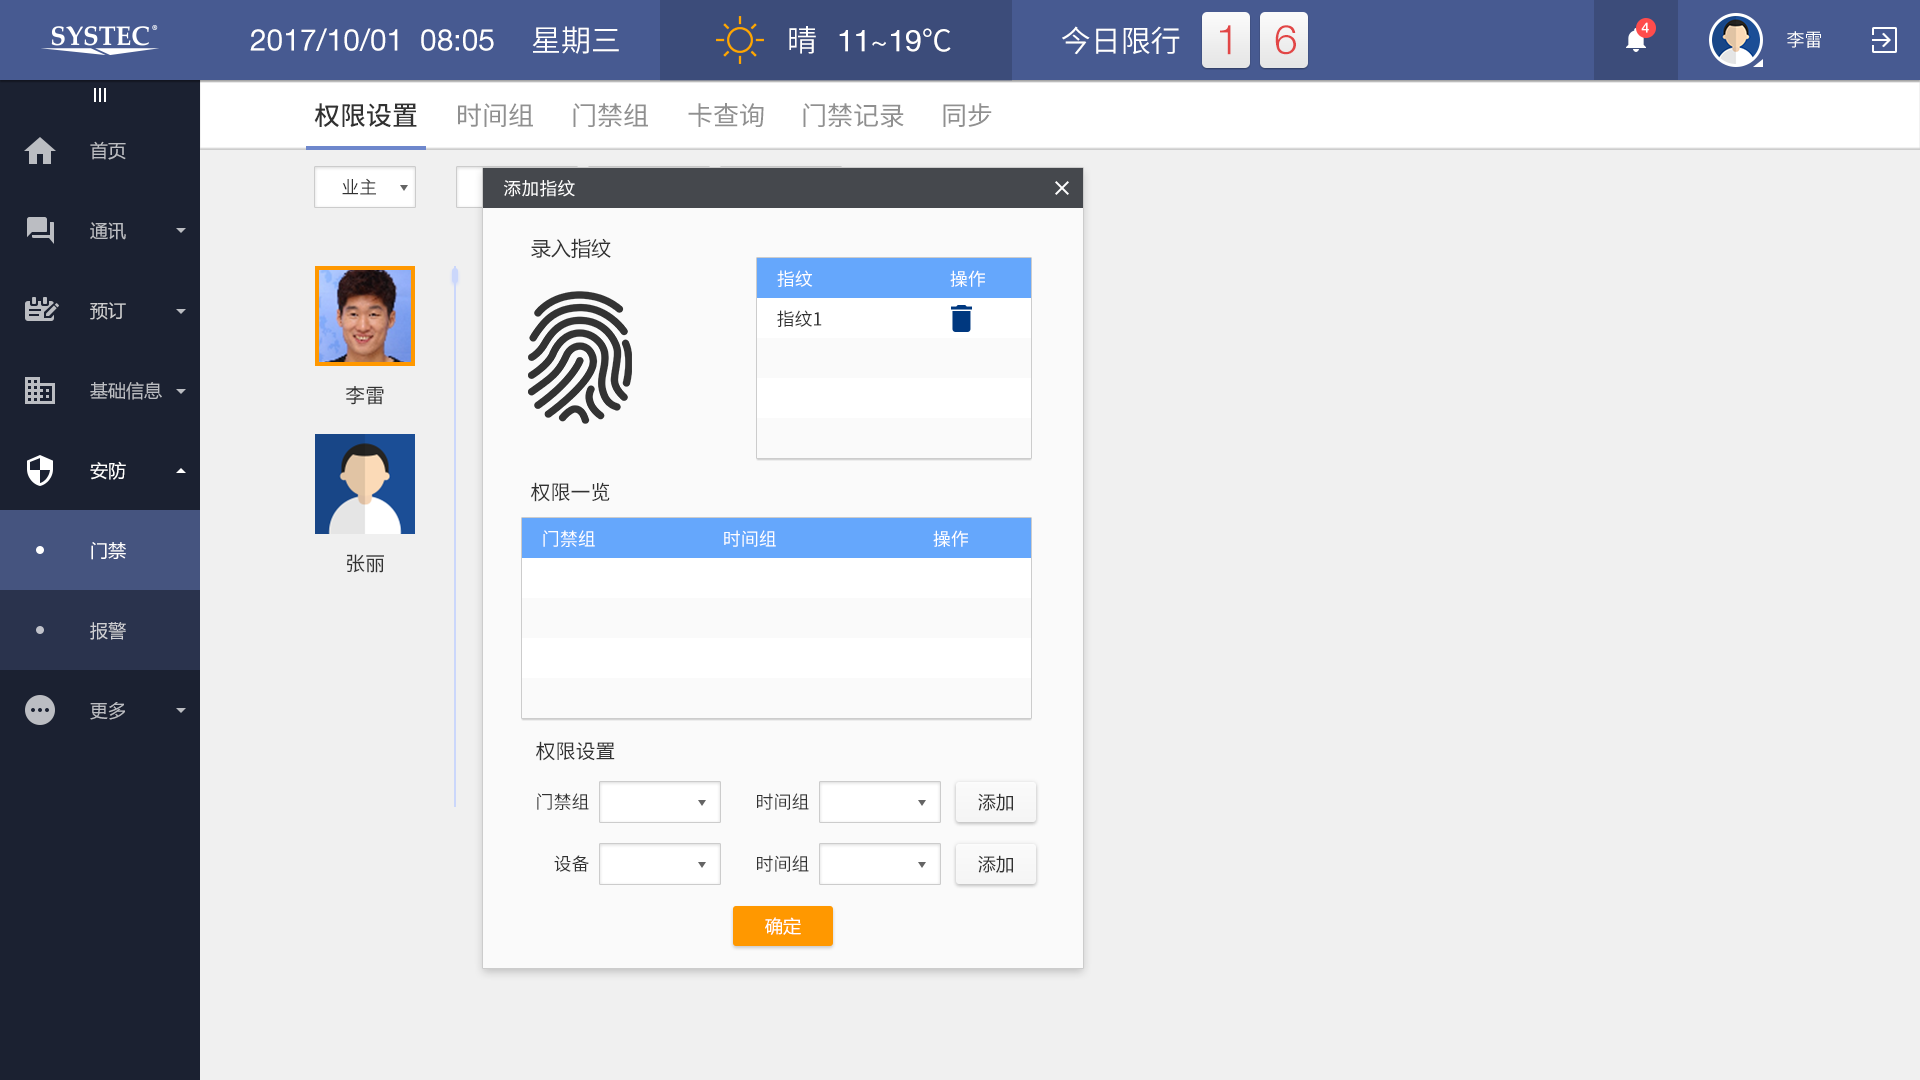 SYSTEC®
2017/10/01 08:05 星期三
晴 11~19℃
今日限行 1 6
4
李雷
首页
通讯
预订
基础信息
安防
门禁
报警
更多
权限设置 时间组 门禁组 卡查询 门禁记录 同步
业主
李雷
张丽
添加指纹
录入指纹
指纹 操作
指纹1
权限一览
门禁组 时间组 操作
权限设置
门禁组 时间组 添加
设备 时间组 添加
确定